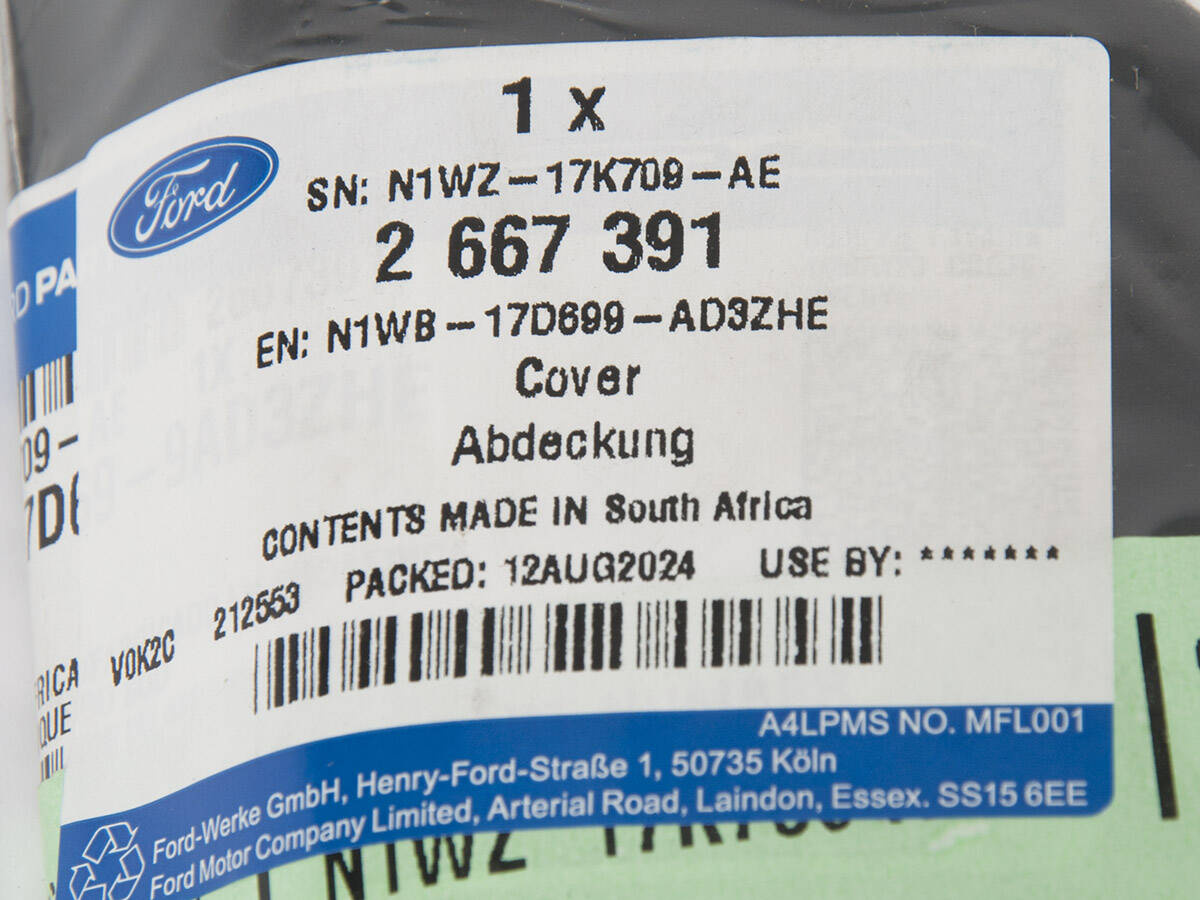 1 x
Ford
SN: N1WZ-17K709-AE
2 667 391
EN: N1WB-17D699-AD3ZHE
Cover
Abdeckung
CONTENTS MADE IN South Africa
V0K2C 212553 PACKED: 12AUG2024 USE BY: *******
A4LPMS NO. MFL001
Ford-Werke GmbH, Henry-Ford-Straße 1, 50735 Köln
Ford Motor Company Limited, Arterial Road, Laindon, Essex. SS15 6EE
N1WZ